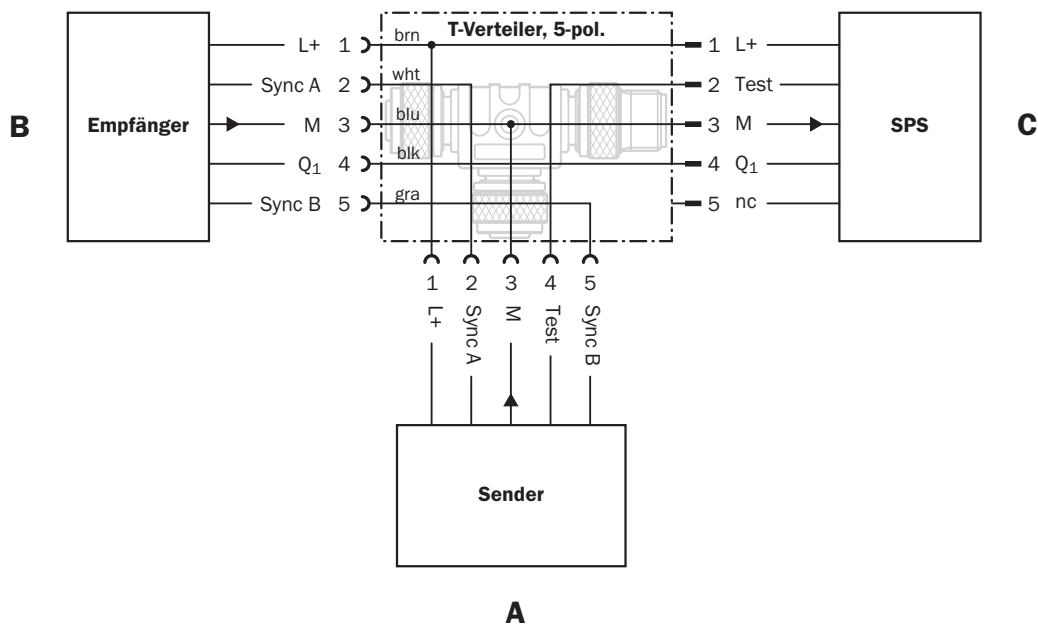 T-Verteiler, 5-pol.
L+ 1 brn 1 L+
Sync A 2 wht 2 Test
B Empfänger M 3 blu 3 M SPS C
Q1 4 blk 4 Q1
Sync B 5 gra 5 nc
1 2 3 4 5
L+ Sync A M Test Sync B
Sender
A